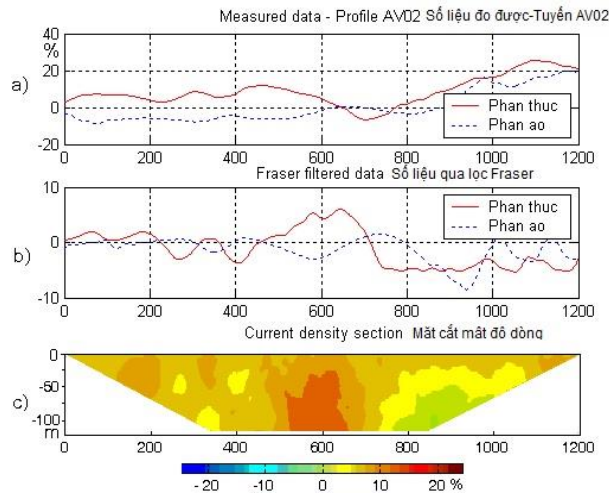 Measured data - Profile AV02 Số liệu đo được-Tuyến AV02
40
%
20
a)
0
-20
Phan thuc
Phan ao
0 200 400 600 800 1000 1200
Fraser filtered data Số liệu qua lọc Fraser
10
0
b)
-10
Phan thuc
Phan ao
0 200 400 600 800 1000 1200
Current density section Măt cắt mât đô dòng
0
-50
c)
-100
m
0 200 400 600 800 1000 1200
-20 -10 0 10 20 %